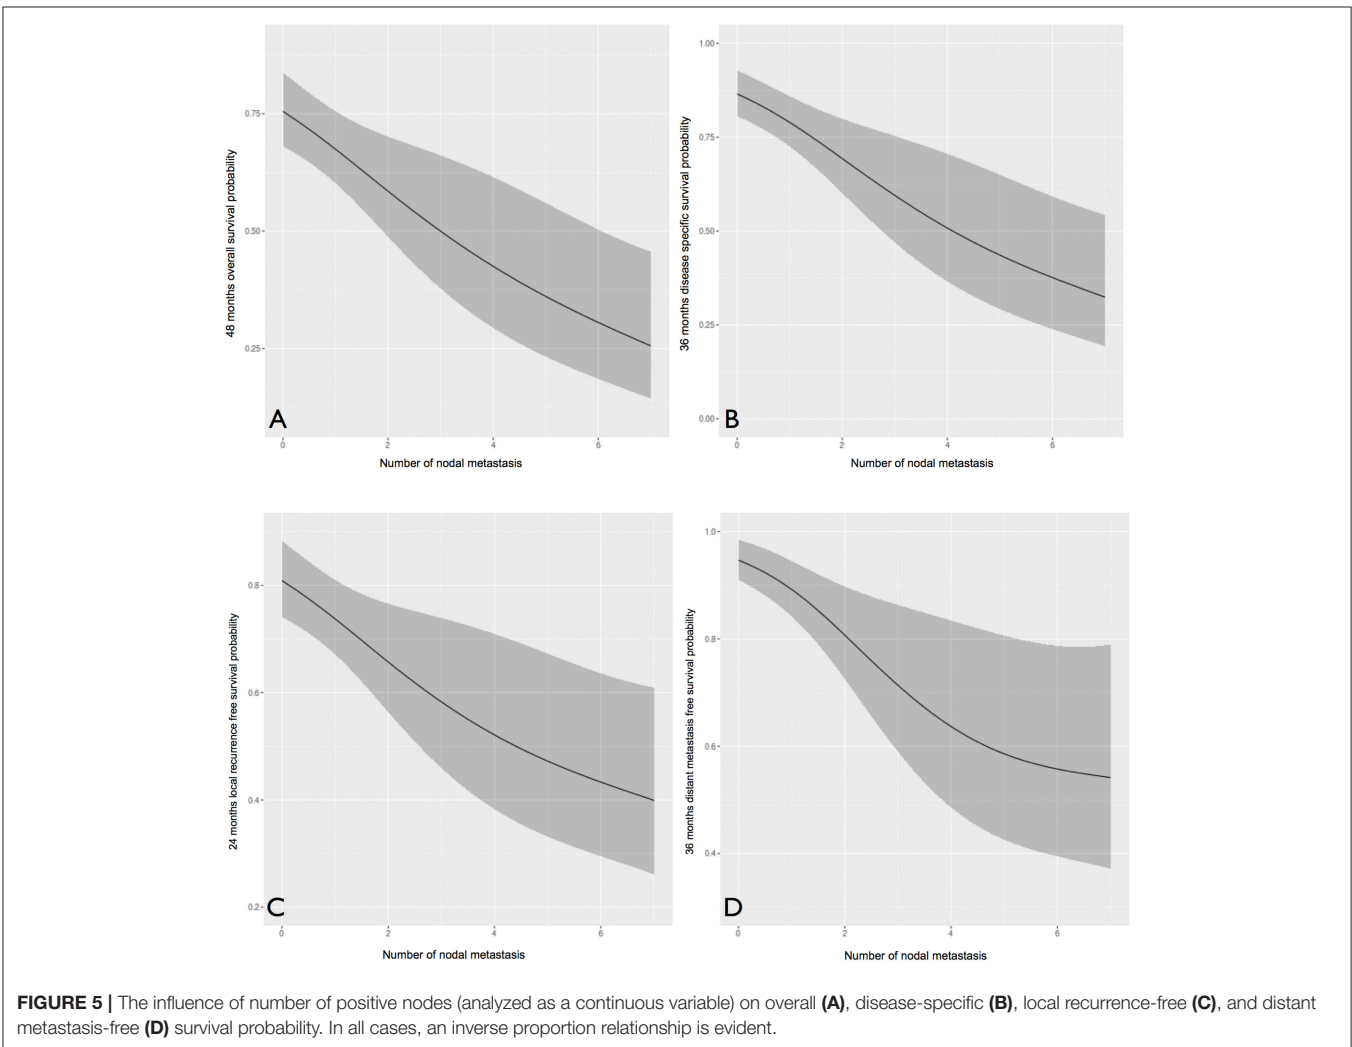 0.75-
0.50-
0.25-
48 months overall survival probability
A
0 2 4 6
Number of nodal metastasis
1.00-
0.75-
0.50-
0.25-
0.00-
36 months disease specific survival probability
B
0 2 4 6
Number of nodal metastasis
0.8-
0.6-
0.4-
0.2-
24 months local recurrence free survival probability
C
0 2 4 6
Number of nodal metastasis
1.0-
0.8-
0.6-
0.4-
36 months distant metastasis free survival probability
D
0 2 4 6
Number of nodal metastasis
FIGURE 5 | The influence of number of positive nodes (analyzed as a continuous variable) on overall (A), disease-specific (B), local recurrence-free (C), and distant
metastasis-free (D) survival probability. In all cases, an inverse proportion relationship is evident.